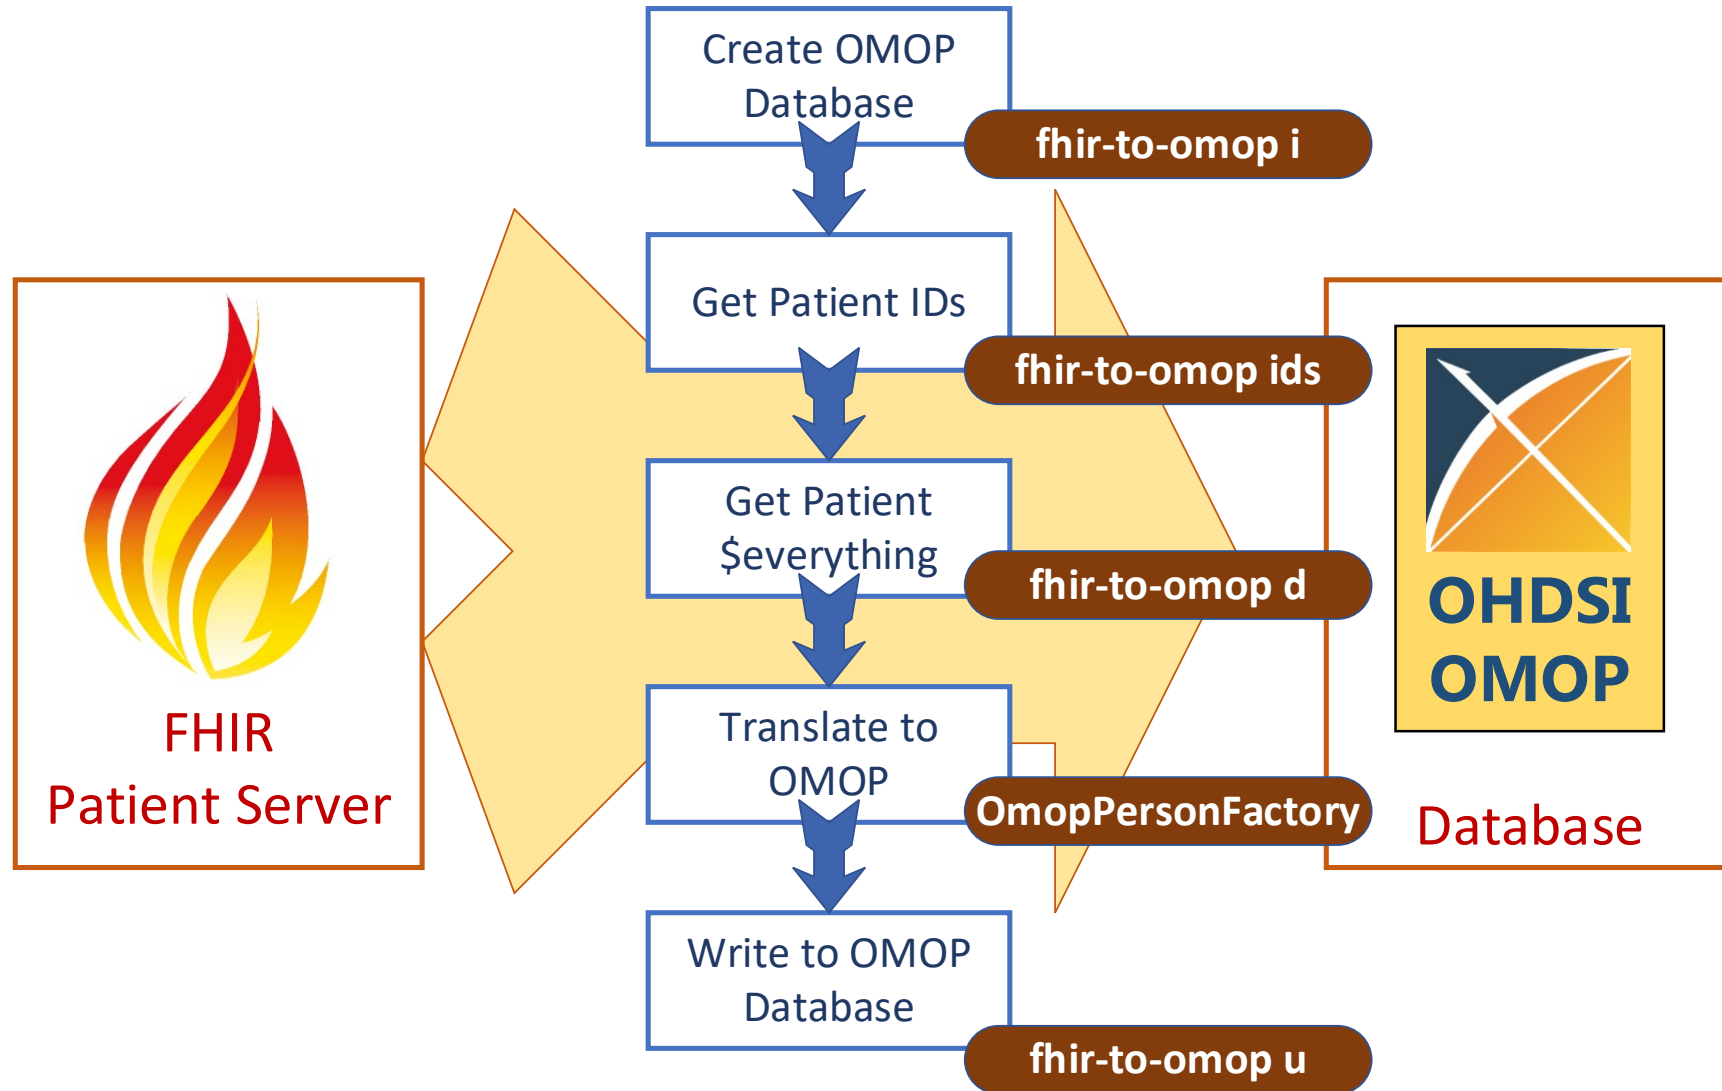 Create OMOP
Database
fhir-to-omop i
Get Patient IDs
fhir-to-omop ids
Get Patient
$everything
fhir-to-omop d
Translate to
OMOP
OmopPersonFactory
Write to OMOP
Database
fhir-to-omop u
FHIR
Patient Server
OHDSI
OMOP
Database